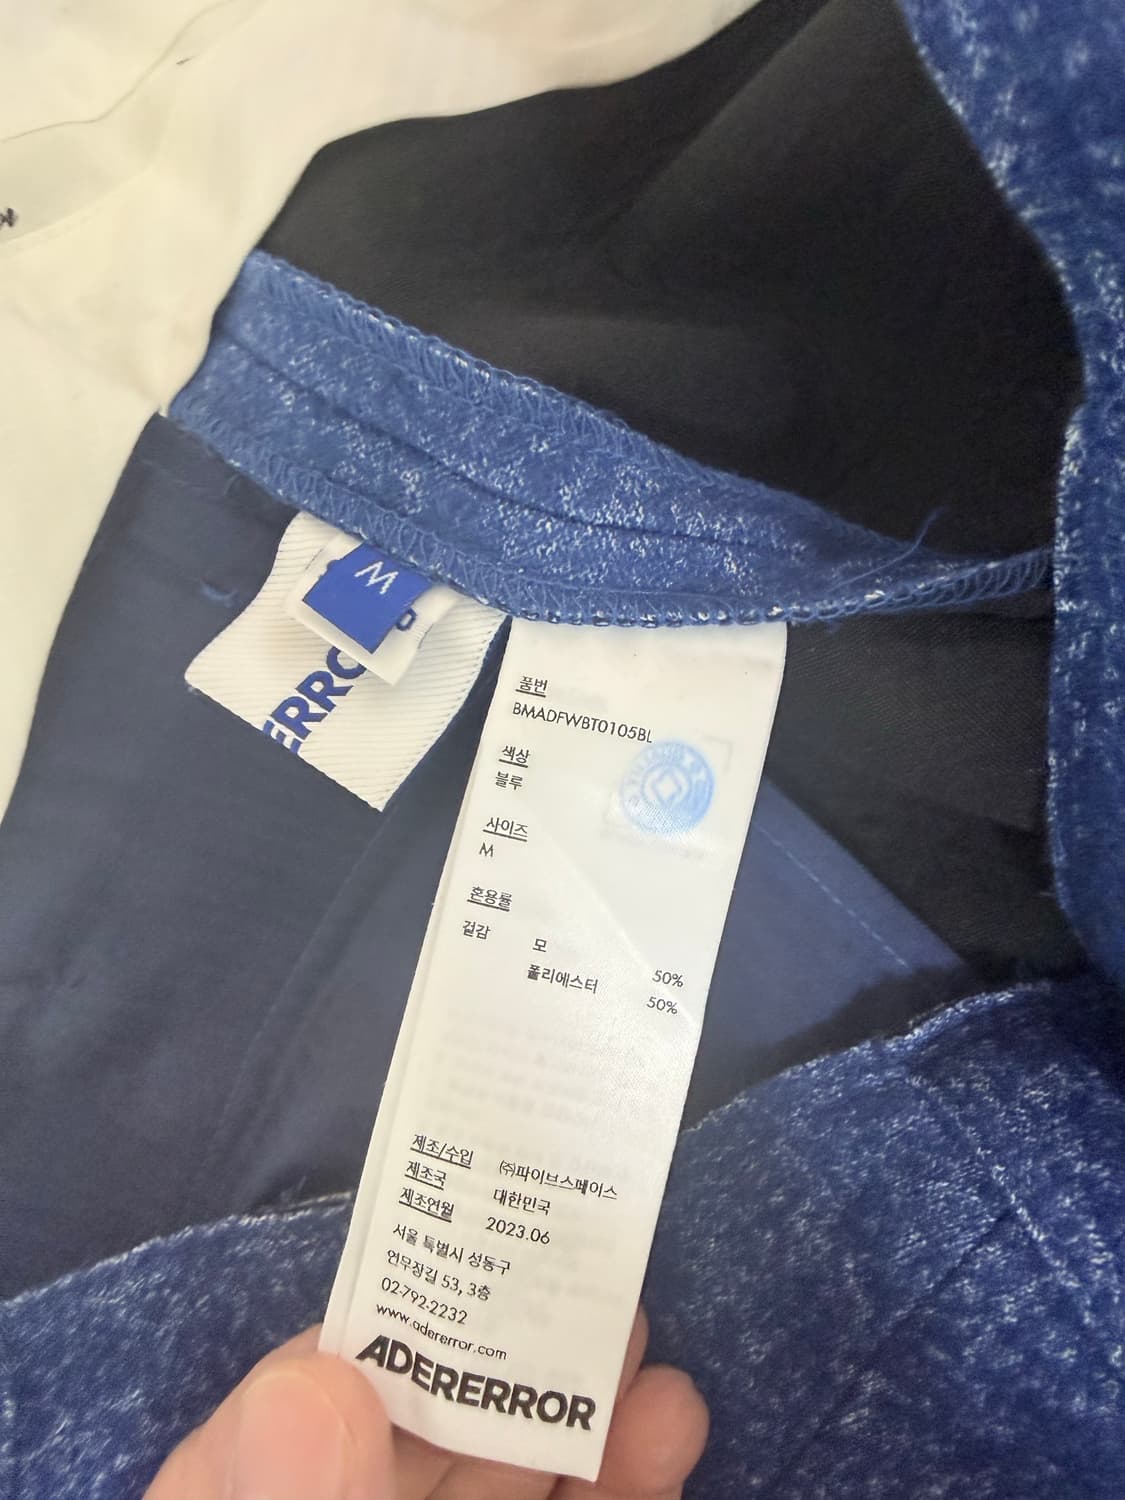 M
ERRO
품번
BMADFWBT0105BL
색상
블루
사이즈
M
혼용률
겉감 모 50%
폴리에스터 50%
제조/수입 ㈜파이브스페이스
제조국 대한민국
제조연월 2023.06
서울 특별시 성동구
연무장길 53, 3층
02-792-2232
www.adererror.com
ADERERROR